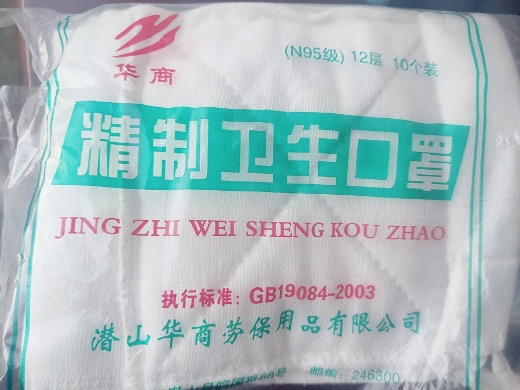 华商
(N95级) 12层 10个装
精制卫生口罩
JING ZHI WEI SHENG KOU ZHAO
执行标准: GB19084-2003
潜山华商劳保用品有限公司
邮编: 246300